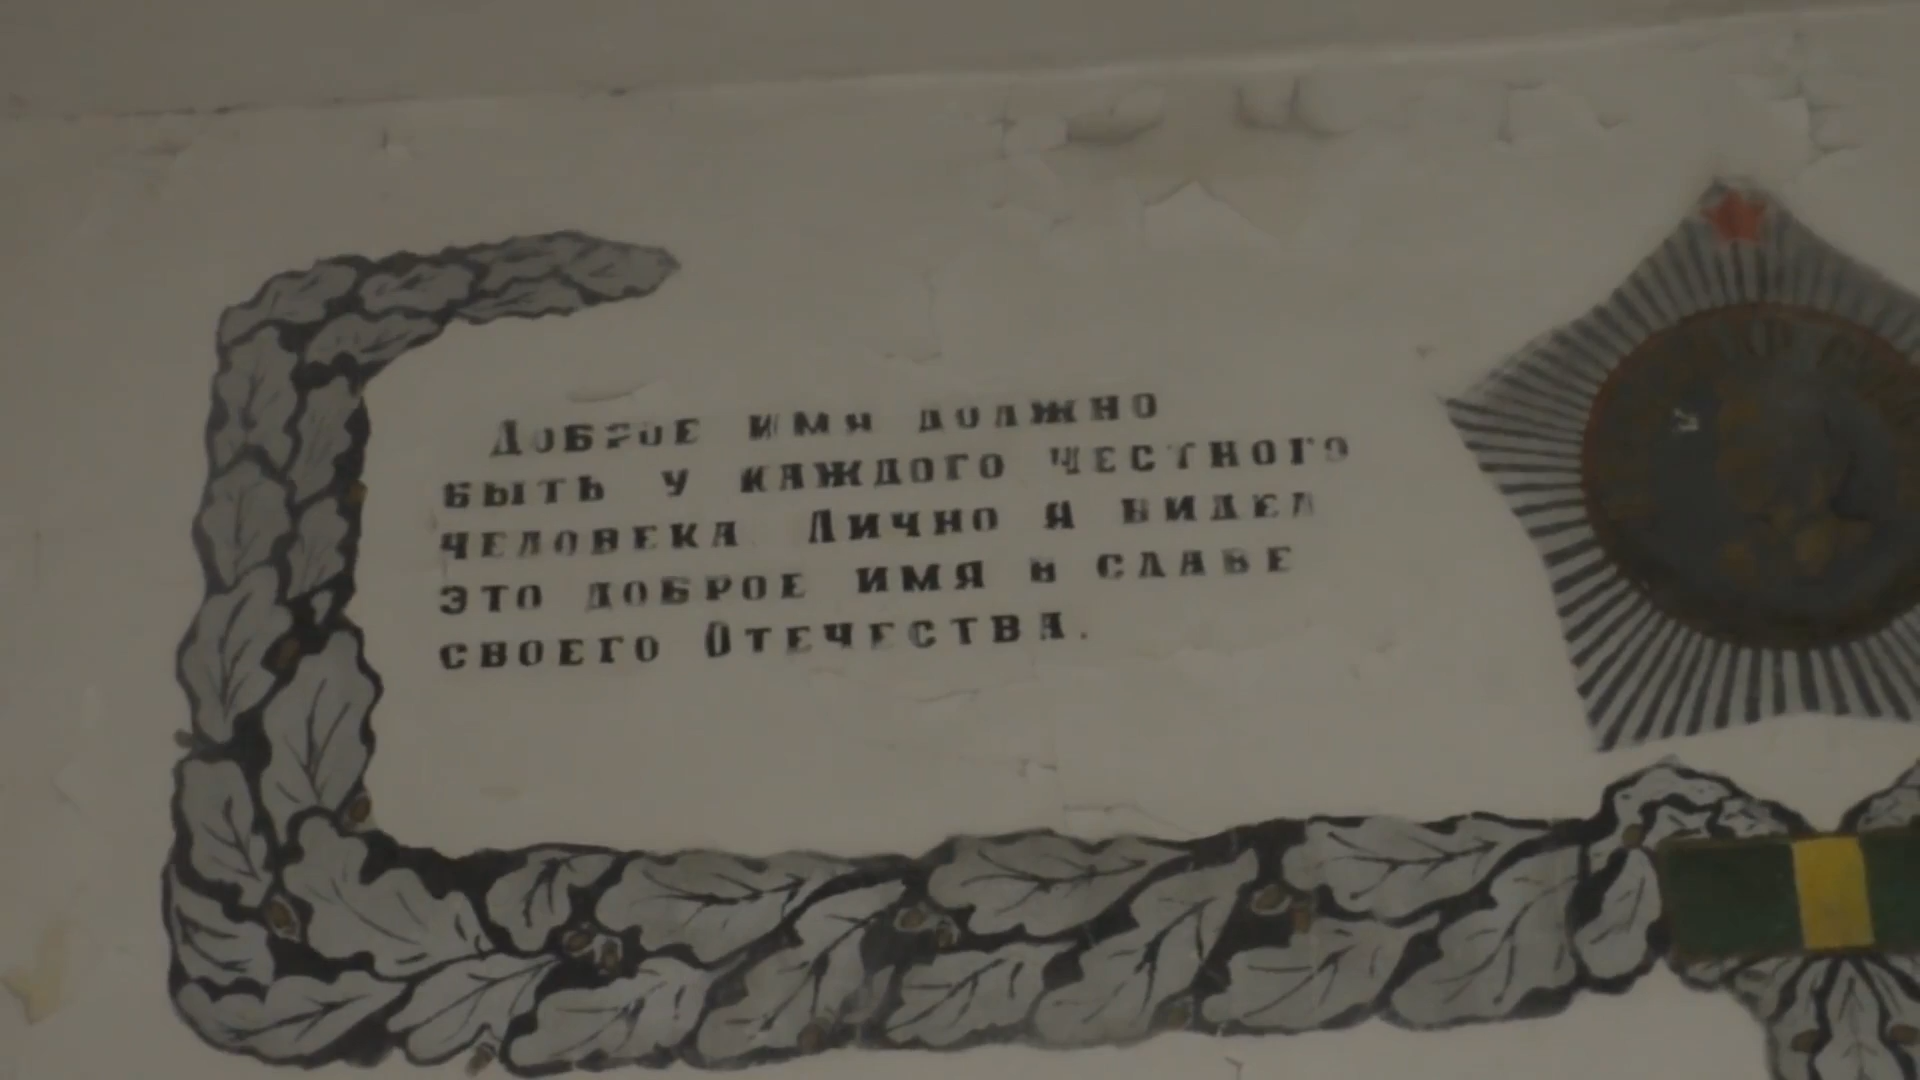 Доброе имя должно
быть у каждого честного
человека. Лично я видел
это доброе имя в славе
своего Отечества.